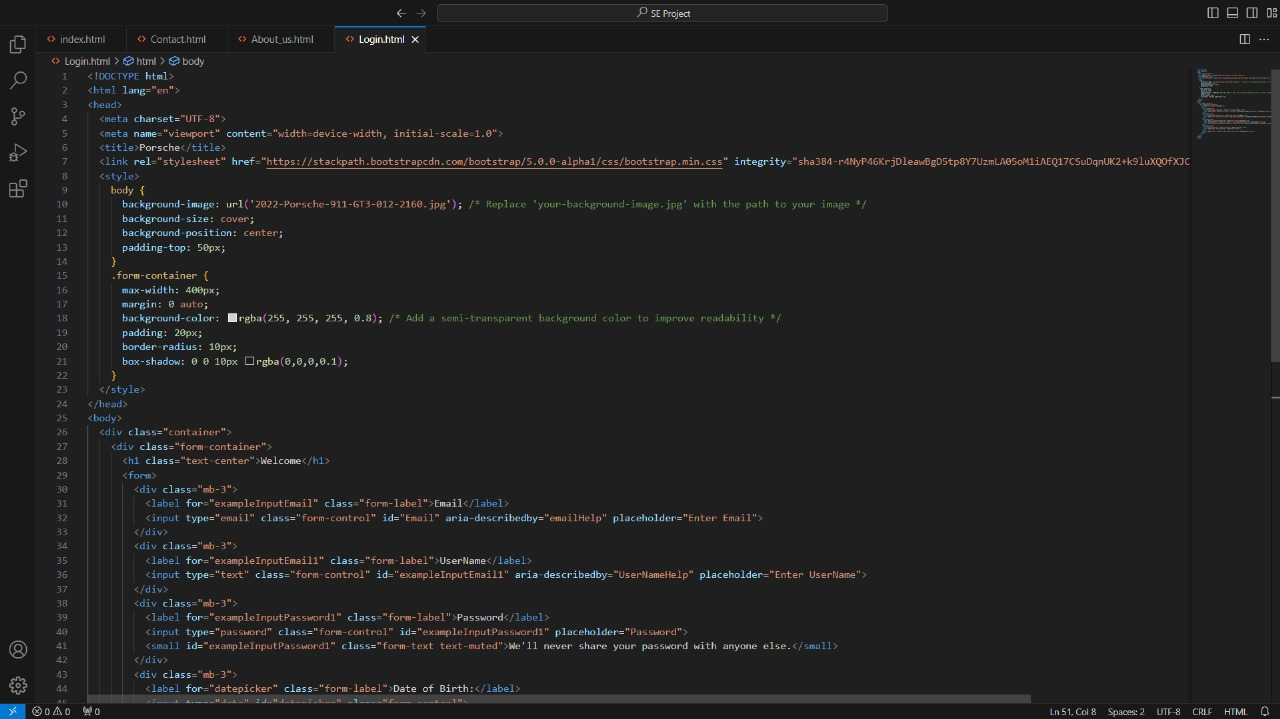 SE Project
index.html Contact.html About_us.html Login.html
Login.html > html > body
1 <!DOCTYPE html>
2 <html lang="en">
3 <head>
4 <meta charset="UTF-8">
5 <meta name="viewport" content="width=device-width, initial-scale=1.0">
6 <title>Porsche</title>
7 <link rel="stylesheet" href="https://stackpath.bootstrapcdn.com/bootstrap/5.0.0-alpha1/css/bootstrap.min.css" integrity="sha384-r4NyP46KrjDleawBgD5tp8Y7UzmLA05oM1iAEQ17CSuDqnUK2+k9luXQOfXJC
8 <style>
9 body {
10 background-image: url('2022-Porsche-911-GT3-012-2160.jpg'); /* Replace 'your-background-image.jpg' with the path to your image */
11 background-size: cover;
12 background-position: center;
13 padding-top: 50px;
14 }
15 .form-container {
16 max-width: 400px;
17 margin: 0 auto;
18 background-color: rgba(255, 255, 255, 0.8); /* Add a semi-transparent background color to improve readability */
19 padding: 20px;
20 border-radius: 10px;
21 box-shadow: 0 0 10px rgba(0,0,0,0.1);
22 }
23 </style>
24 </head>
25 <body>
26 <div class="container">
27 <div class="form-container">
28 <h1 class="text-center">Welcome</h1>
29 <form>
30 <div class="mb-3">
31 <label for="exampleInputEmail" class="form-label">Email</label>
32 <input type="email" class="form-control" id="Email" aria-describedby="emailHelp" placeholder="Enter Email">
33 </div>
34 <div class="mb-3">
35 <label for="exampleInputEmail1" class="form-label">UserName</label>
36 <input type="text" class="form-control" id="exampleInputEmail1" aria-describedby="UserNameHelp" placeholder="Enter UserName">
37 </div>
38 <div class="mb-3">
39 <label for="exampleInputPassword1" class="form-label">Password</label>
40 <input type="password" class="form-control" id="exampleInputPassword1" placeholder="Password">
41 <small id="exampleInputPassword1" class="form-text text-muted">We'll never share your password with anyone else.</small>
42 </div>
43 <div class="mb-3">
44 <label for="datepicker" class="form-label">Date of Birth:</label>
0 0 0 Ln 51, Col 8 Spaces: 2 UTF-8 CRLF HTML